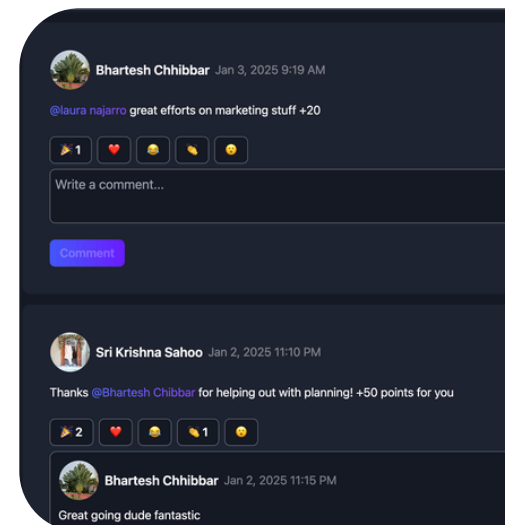 Bhartesh Chhibbar Jan 3, 2025 9:19 AM
@laura najarro great efforts on marketing stuff +20
🎉 1 ❤️ 😂 👏 😮
Write a comment...
Comment
Sri Krishna Sahoo Jan 2, 2025 11:10 PM
Thanks @Bhartesh Chibbar for helping out with planning! +50 points for you
🎉 2 ❤️ 😂 👏 1 😮
Bhartesh Chhibbar Jan 2, 2025 11:15 PM
Great going dude fantastic